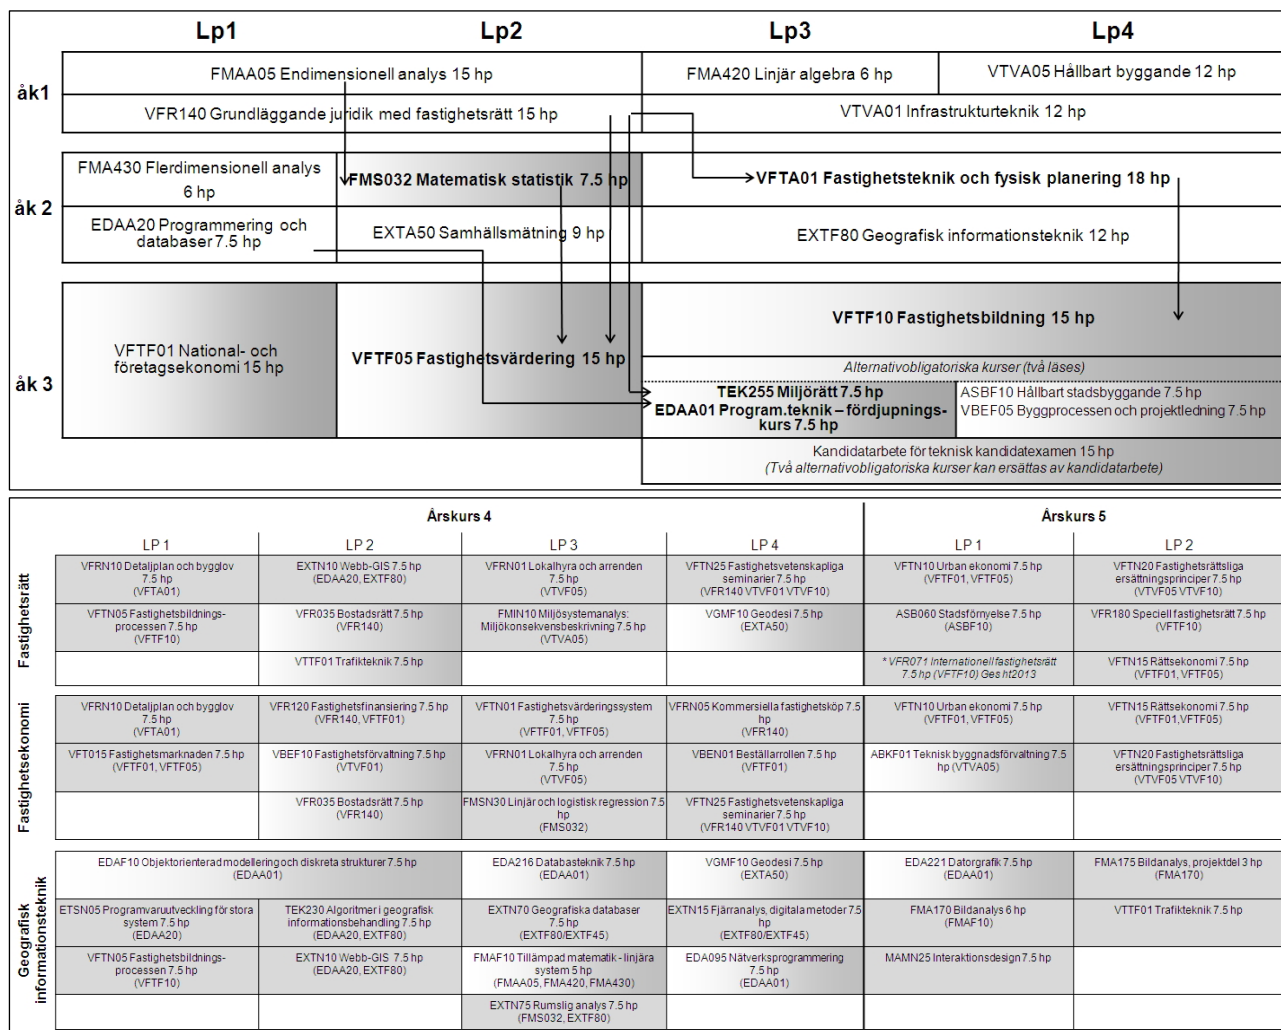 Lp1 Lp2 Lp3 Lp4
åk1
FMAA05 Endimensionell analys 15 hp
FMA420 Linjär algebra 6 hp
VTVA05 Hållbart byggande 12 hp
VFR140 Grundläggande juridik med fastighetsrätt 15 hp
VTVA01 Infrastrukturteknik 12 hp
åk 2
FMA430 Flerdimensionell analys
6 hp
FMS032 Matematisk statistik 7.5 hp
VFTA01 Fastighetsteknik och fysisk planering 18 hp
EDAA20 Programmering och
databaser 7.5 hp
EXTA50 Samhällsmätning 9 hp
EXTF80 Geografisk informationsteknik 12 hp
åk 3
VFTF01 National- och
företagsekonomi 15 hp
VFTF05 Fastighetsvärdering 15 hp
VFTF10 Fastighetsbildning 15 hp
Alternativobligatoriska kurser (två läses)
TEK255 Miljörätt 7.5 hp
EDAA01 Program.teknik – fördjupnings-
kurs 7.5 hp
ASBF10 Hållbart stadsbyggande 7.5 hp
VBEF05 Byggprocessen och projektledning 7.5 hp
Kandidatarbete för teknisk kandidatexamen 15 hp
(Två alternativobligatoriska kurser kan ersättas av kandidatarbete)
Årskurs 4 Årskurs 5
LP 1 LP 2 LP 3 LP 4 LP 1 LP 2
Fastighetsrätt
VFRN10 Detaljplan och bygglov
7.5 hp
(VFTA01)
EXTN10 Webb-GIS 7.5 hp
(EDAA20, EXTF80)
VFRN01 Lokalhyra och arrenden
7.5 hp
(VTVF05)
VFTN25 Fastighetsvetenskapliga
seminarier 7.5 hp
(VFR140 VTVF01 VTVF10)
VFTN10 Urban ekonomi 7.5 hp
(VFTF01, VFTF05)
VFTN20 Fastighetsrättsliga
ersättningsprinciper 7.5 hp
(VTVF05 VTVF10)
VFTN05 Fastighetsbildnings-
processen 7.5 hp
(VFTF10)
VFR035 Bostadsrätt 7.5 hp
(VFR140)
FMIN10 Miljösystemanalys:
Miljökonsekvensbeskrivning 7.5 hp
(VTVA05)
VGMF10 Geodesi 7.5 hp
(EXTA50)
ASB060 Stadsförnyelse 7.5 hp
(ASBF10)
VFR180 Speciell fastighetsrätt 7.5 hp
(VFTF10)
VTTF01 Trafikteknik 7.5 hp
* VFR071 Internationell fastighetsrätt
7.5 hp (VFTF10) Ges ht2013
VFTN15 Rättsekonomi 7.5 hp
(VFTF01, VFTF05)
Fastighetsekonomi
VFRN10 Detaljplan och bygglov
7.5 hp
(VFTA01)
VFR120 Fastighetsfinansiering 7.5 hp
(VFR140, VFTF01)
VFTN01 Fastighetsvärderingssystem
7.5 hp
(VFTF01, VFTF05)
VFRN05 Kommersiella fastighetsköp 7.5
hp
(VFR140)
VFTN10 Urban ekonomi 7.5 hp
(VFTF01, VFTF05)
VFTN15 Rättsekonomi 7.5 hp
(VFTF01,VFTF05)
VFT015 Fastighetsmarknaden 7.5 hp
(VFTF01, VFTF05)
VBEF10 Fastighetsförvaltning 7.5 hp
(VTVF01)
VFRN01 Lokalhyra och arrenden
7.5 hp
(VTVF05)
VBEN01 Beställarrollen 7.5 hp
(VFTF01)
ABKF01 Teknisk byggnadsförvaltning 7.5
hp (VTVA05)
VFTN20 Fastighetsrättsliga
ersättningsprinciper 7.5 hp
(VTVF05 VTVF10)
VFR035 Bostadsrätt 7.5 hp
(VFR140)
FMSN30 Linjär och logistisk regression 7.5
hp
(FMS032)
VFTN25 Fastighetsvetenskapliga
seminarier 7.5 hp
(VFR140 VTVF01 VTVF10)
Geografisk
informationsteknik
EDAF10 Objektorienterad modellering och diskreta strukturer 7.5 hp
(EDAA01)
EDA216 Databasteknik 7.5 hp
(EDAA01)
VGMF10 Geodesi 7.5 hp
(EXTA50)
EDA221 Datorgrafik 7.5 hp
(EDAA01)
FMA175 Bildanalys, projektdel 3 hp
(FMA170)
ETSN05 Programvaruutveckling för stora
system 7.5 hp
(EDAA20)
TEK230 Algoritmer i geografisk
informationsbehandling 7.5 hp
(EDAA20, EXTF80)
EXTN70 Geografiska databaser
7.5 hp
(EXTF80/EXTF45)
EXTN15 Fjärranalys, digitala metoder 7.5
hp
(EXTF80/EXTF45)
FMA170 Bildanalys 6 hp
(FMAF10)
VTTF01 Trafikteknik 7.5 hp
VFTN05 Fastighetsbildnings-
processen 7.5 hp
(VFTF10)
EXTN10 Webb-GIS 7.5 hp
(EDAA20, EXTF80)
FMAF10 Tillämpad matematik - linjära
system 5 hp
(FMAA05, FMA420, FMA430)
EDA095 Nätverksprogrammering
7.5 hp
(EDAA01)
MAMN25 Interaktionsdesign 7.5 hp
EXTN75 Rumslig analys 7.5 hp
(FMS032, EXTF80)